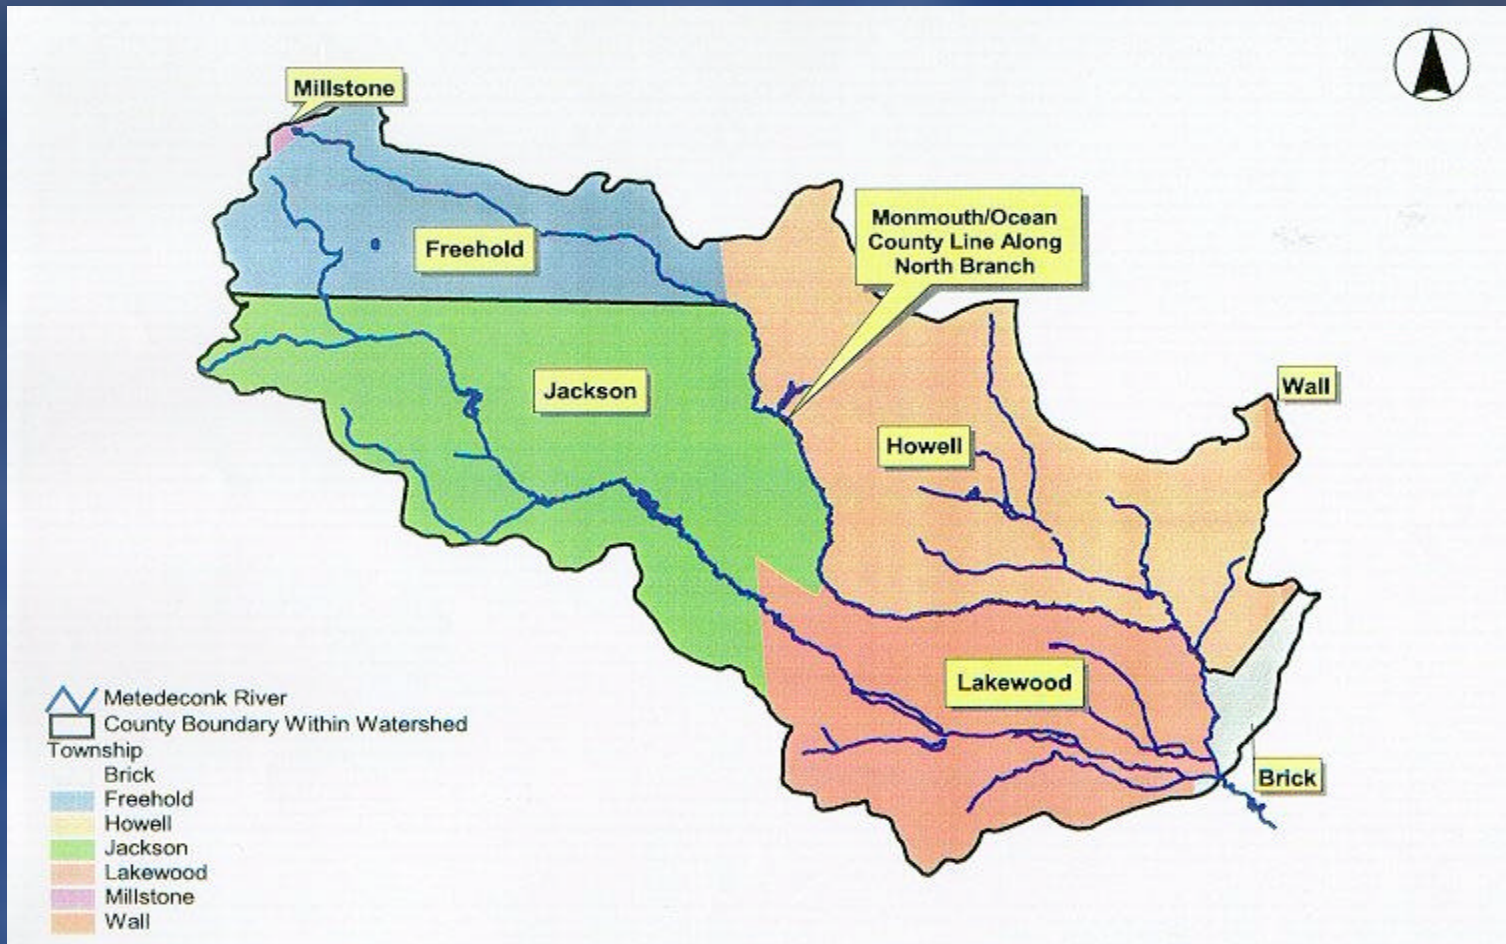 Millstone
Monmouth/Ocean
County Line Along
North Branch
Freehold
Jackson
Wall
Howell
Lakewood
Brick
Metedeconk River
County Boundary Within Watershed
Township
Brick
Freehold
Howell
Jackson
Lakewood
Millstone
Wall